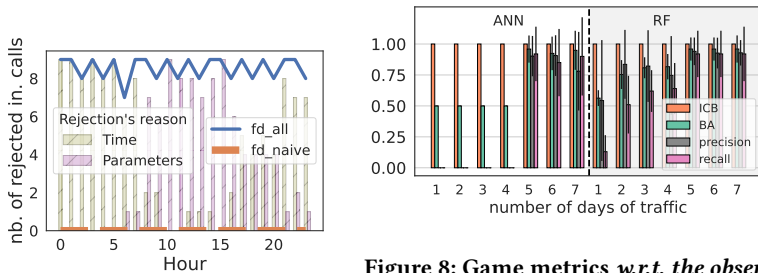 nb. of rejected in. calls
8
6
4
2
0
Rejection's reason
Time
Parameters
fd_all
fd_naive
0 5 10 15 20
Hour
ANN RF
1.00
0.75
0.50
0.25
0.00
ICB
BA
precision
recall
1 2 3 4 5 6 7 1 2 3 4 5 6 7
number of days of traffic
Figure 8: Game metrics w.r.t. the obser